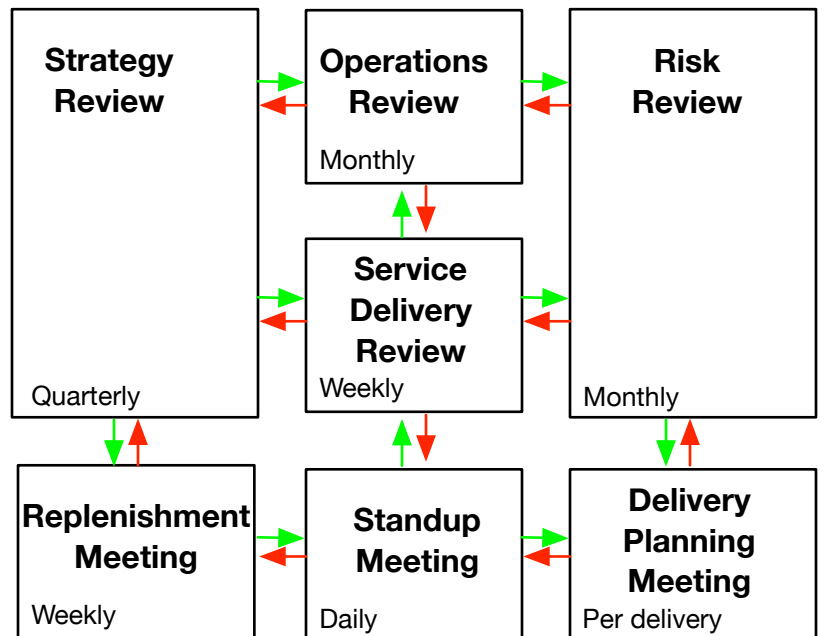 Strategy
Review
Quarterly
Operations
Review
Monthly
Risk
Review
Monthly
Service
Delivery
Review
Weekly
Replenishment
Meeting
Weekly
Standup
Meeting
Daily
Delivery
Planning
Meeting
Per delivery